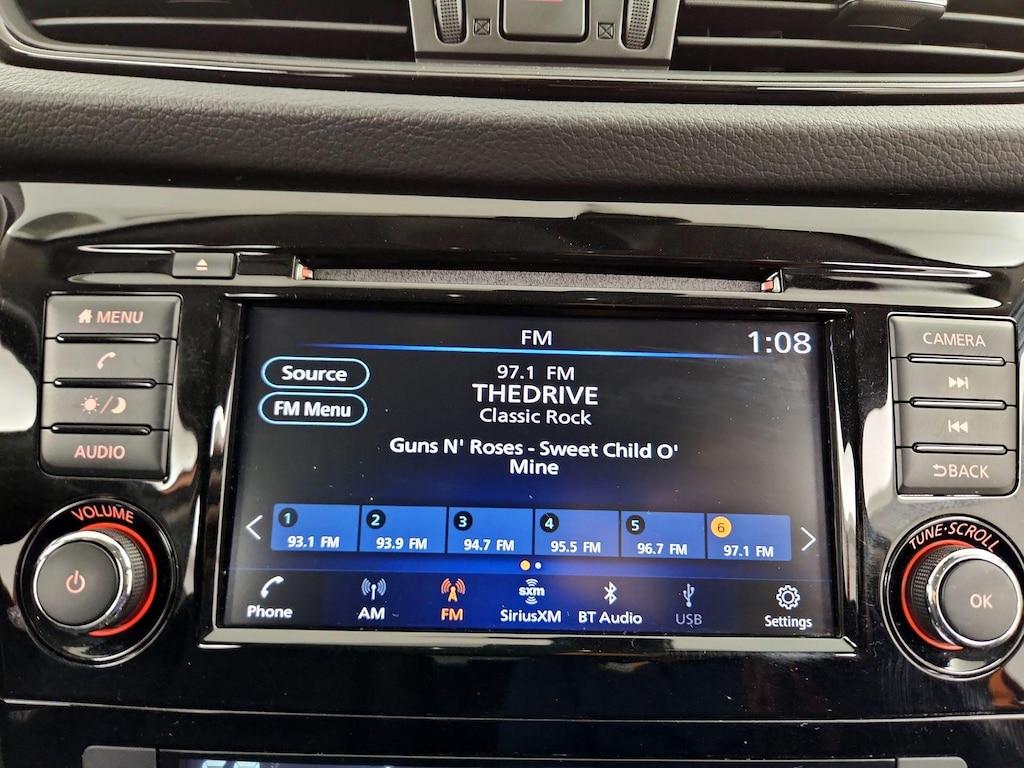 MENU
AUDIO
VOLUME
FM
1:08
Source
FM Menu
97.1 FM
THEDRIVE
Classic Rock
Guns N' Roses - Sweet Child O'
Mine
1 2 3 4 5 6
93.1 FM 93.9 FM 94.7 FM 95.5 FM 96.7 FM 97.1 FM
sxm
Phone AM FM SiriusXM BT Audio USB Settings
CAMERA
BACK
TUNE·SCROLL
OK